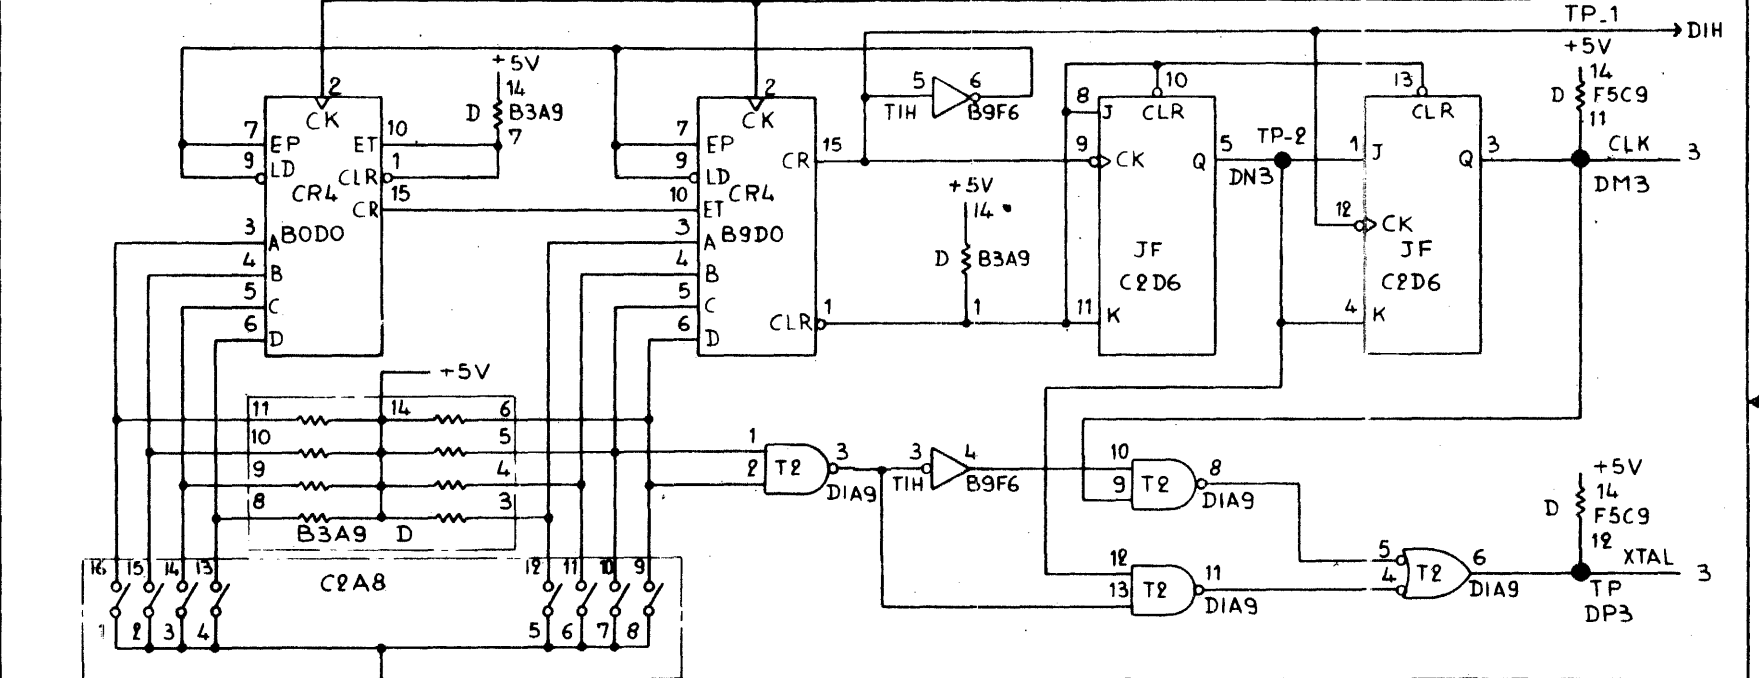 TP-1
DIH
+5V
14
D F5C9
11
CLK 3
DM3
2
CK
7 EP
9 LD
ET 10
CLR 1
CR4
CR 15
B0D0
3 A
4 B
5 C
6 D
+5V
14
D B3A9
7
2
CK
7 EP
9 LD
CR4
10 ET
B9D0
3 A
4 B
5 C
6 D
CR 15
CLR 1
5 6
TIH B9F6
+5V
14
D B3A9
1
8 J
10
CLR
9 CK
Q 5
JF
C2D6
11 K
TP-2
DN3
13
CLR
1 J
Q 3
12 CK
JF
C2D6
4 K
+5V
11 14 6
10 5
9 4
8 3
B3A9 D
16 15 14 13
C2A8
12 11 10 9
1 2 3 4
5 6 7 8
1
2
T2
3
D1A9
3 4
TIH B9F6
10
9
T2
8
D1A9
12
13
T2
11
D1A9
5
4
T2
6
D1A9
+5V
14
D F5C9
12
XTAL 3
TP
DP3